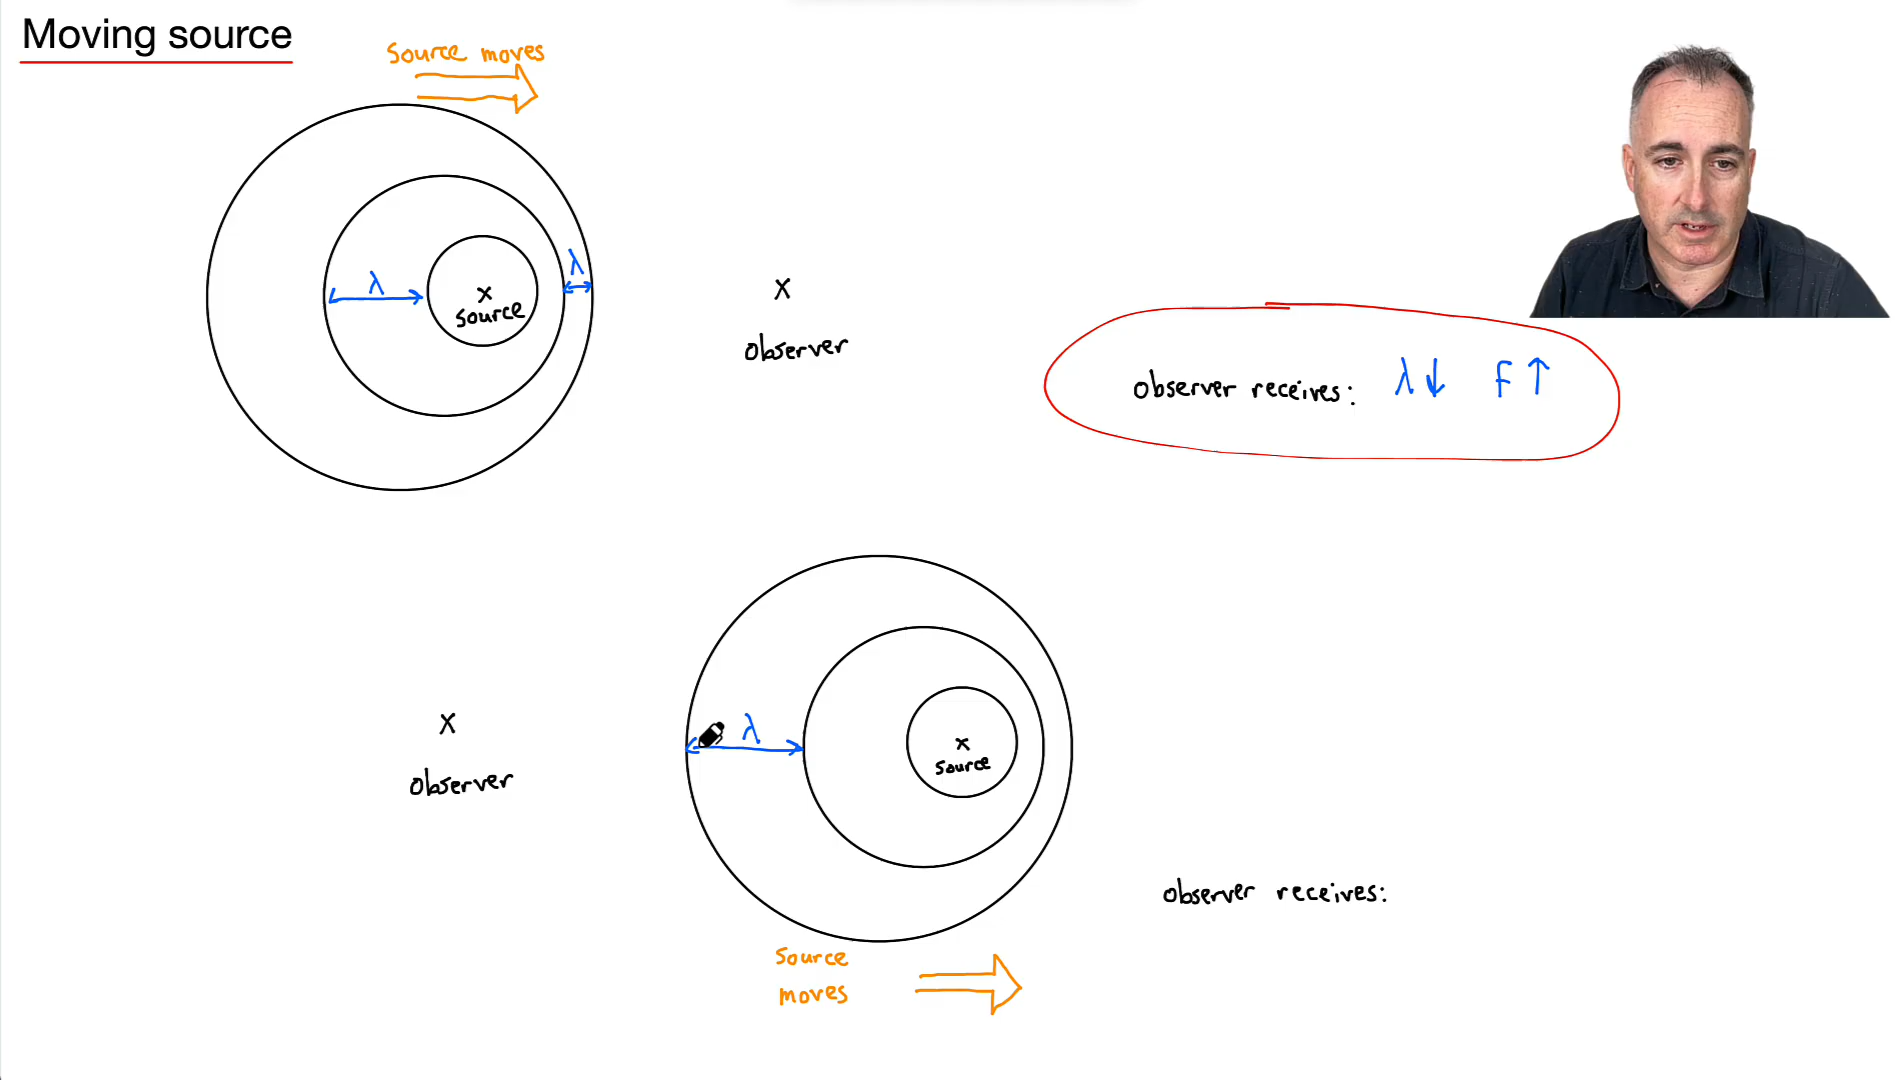 Moving source
Source moves
λ
λ
x
source
x
observer
observer receives: λ↓ F↑
x
observer
λ
x
source
observer receives:
source
moves